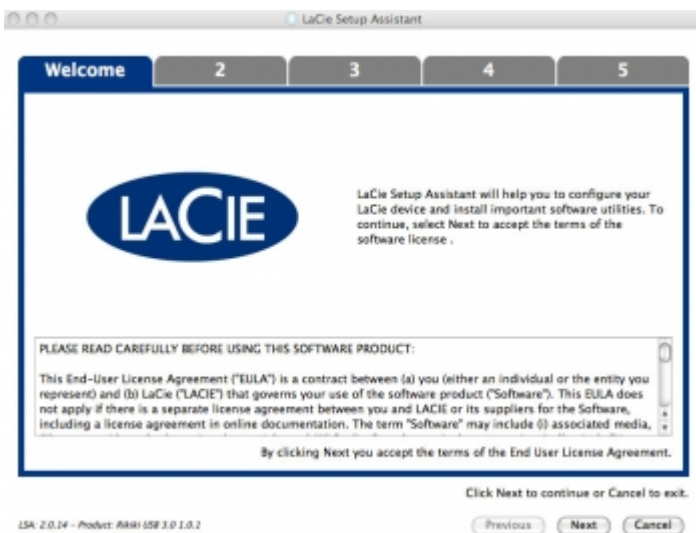 LaCie Setup Assistant
Welcome 2 3 4 5
LACIE
LaCie Setup Assistant will help you to configure your
LaCie device and install important software utilities. To
continue, select Next to accept the terms of the
software license .
PLEASE READ CAREFULLY BEFORE USING THIS SOFTWARE PRODUCT:
This End-User License Agreement ("EULA") is a contract between (a) you (either an individual or the entity you
represent) and (b) LaCie ("LACIE") that governs your use of the software product ("Software"). This EULA does
not apply if there is a separate license agreement between you and LACIE or its suppliers for the Software,
including a license agreement in online documentation. The term "Software" may include (i) associated media,
By clicking Next you accept the terms of the End User License Agreement.
Click Next to continue or Cancel to exit.
LSA: 2.0.14 - Product: Rikiki USB 3.0 1.0.2
Previous Next Cancel